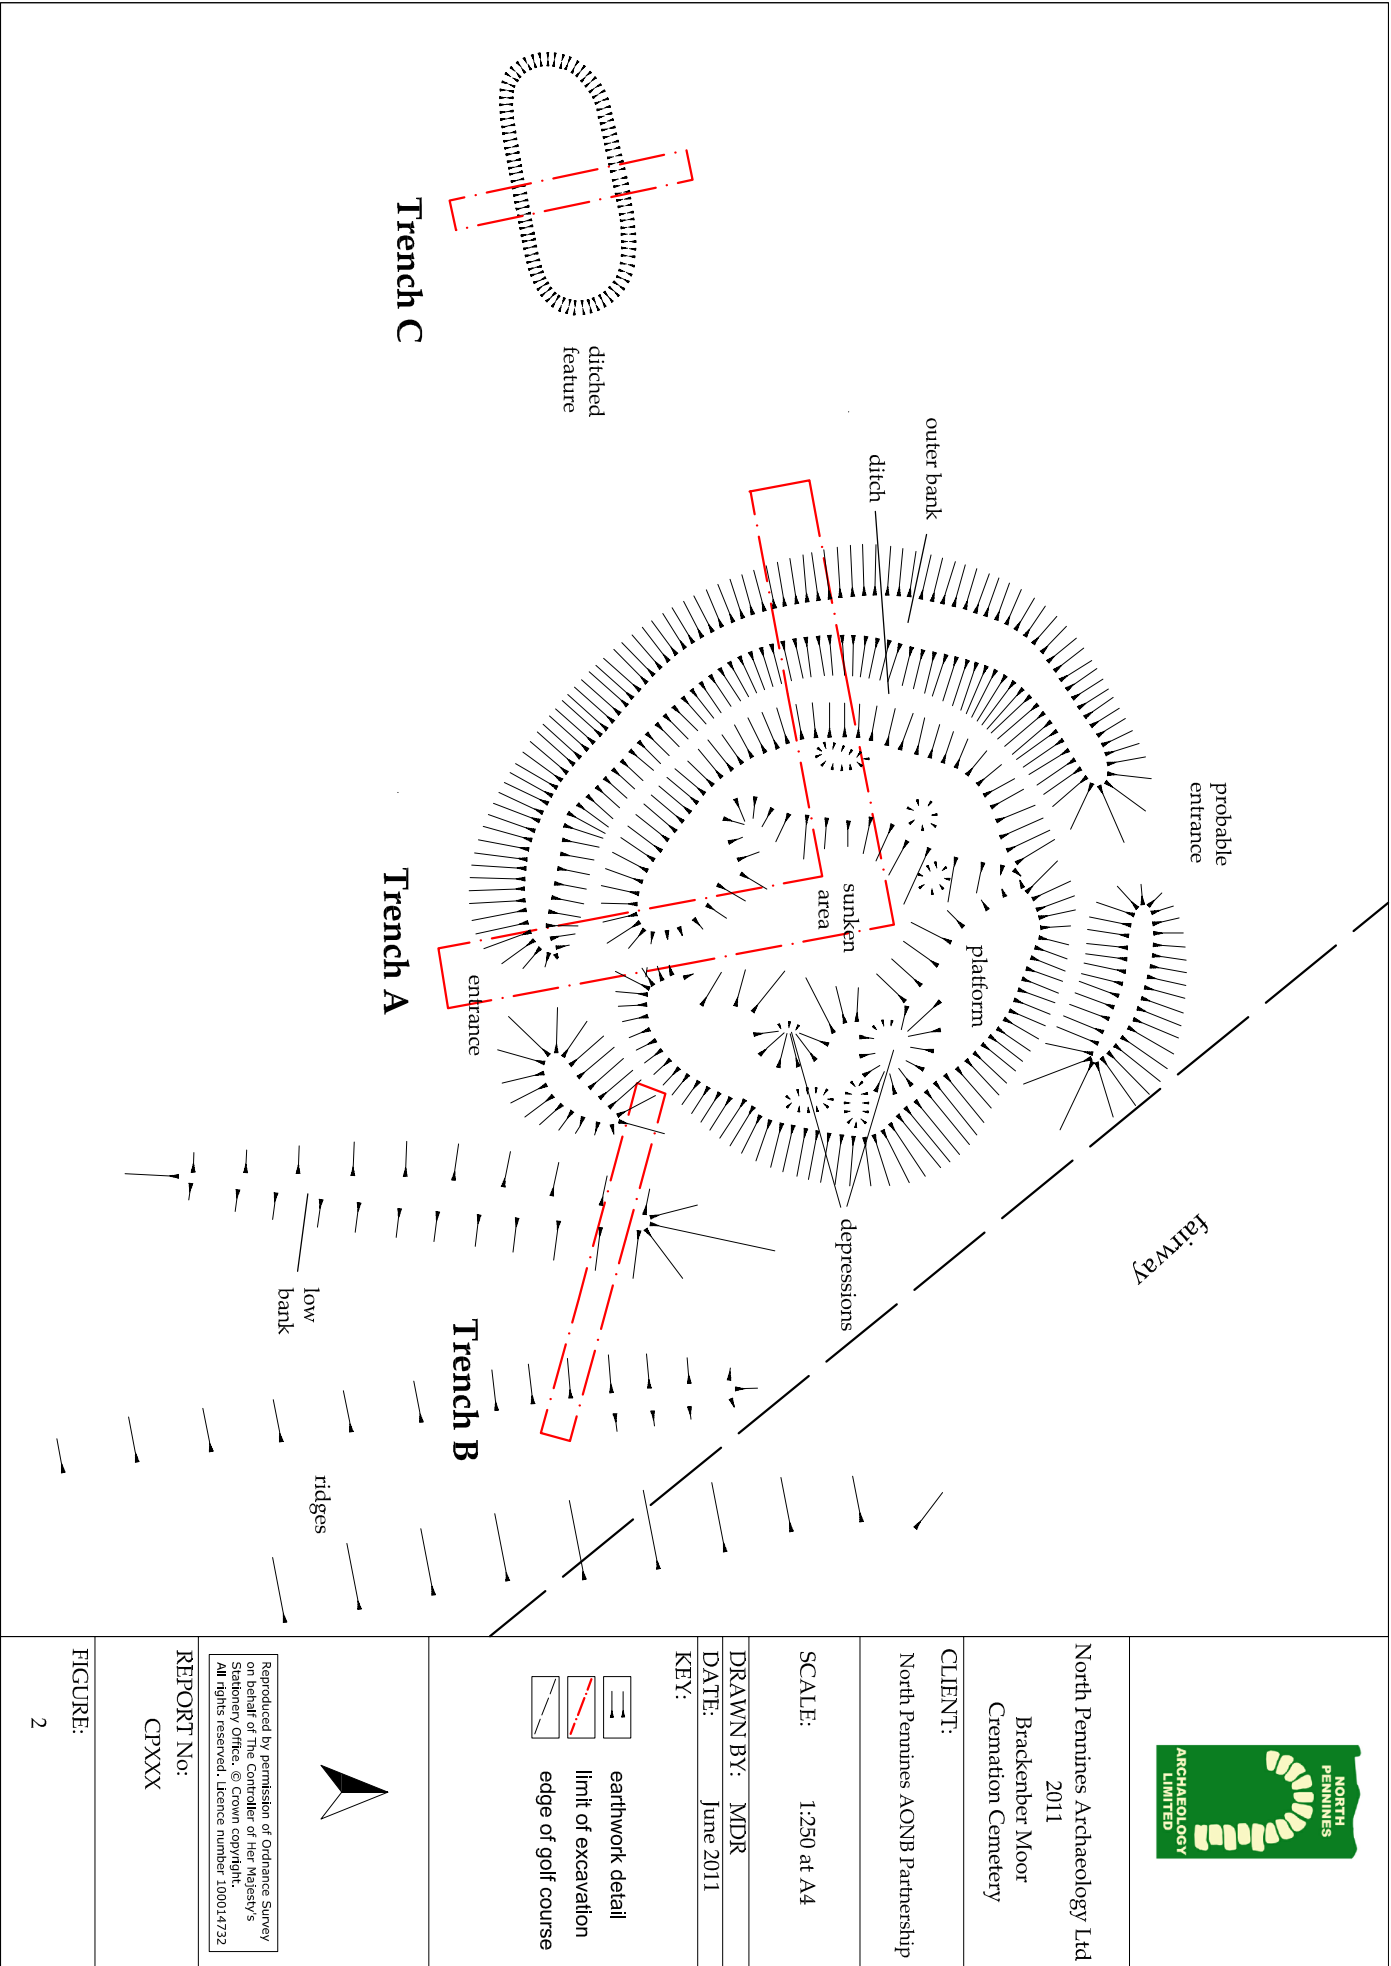 Trench C
ditched
feature
outer bank
ditch
probable
entrance
Trench A
entrance
sunken
area
platform
depressions
fairway
low
bank
Trench B
ridges
NORTH
PENNINES
ARCHAEOLOGY
LIMITED
North Pennines Archaeology Ltd
2011
Brackenber Moor
Cremation Cemetery
CLIENT:
North Pennines AONB Partnership
SCALE: 1:250 at A4
DRAWN BY: MDR
DATE: June 2011
KEY:
earthwork detail
limit of excavation
edge of golf course
Reproduced by permission of Ordnance Survey
on behalf of The Controller of Her Majesty's
Stationery Office. © Crown copyright.
All rights reserved. Licence number 100014732
REPORT No:
CPXXX
FIGURE:
2